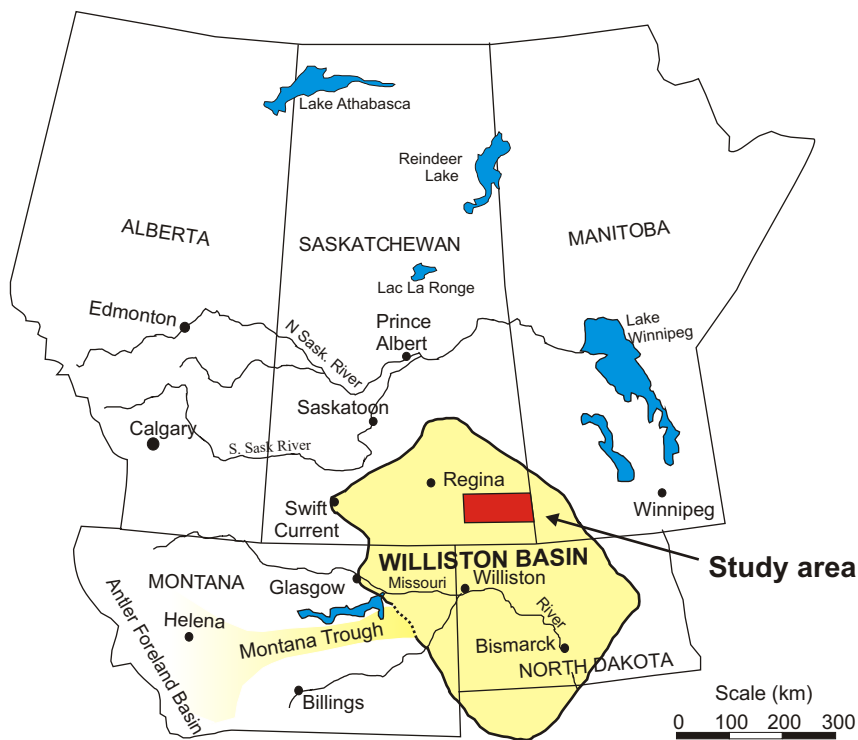 Lake Athabasca
Reindeer
Lake
ALBERTA
SASKATCHEWAN
MANITOBA
Lac La Ronge
Edmonton
N Sask. River
Prince
Albert
Lake
Winnipeg
Saskatoon
Calgary
S. Sask River
Regina
Swift
Current
Winnipeg
WILLISTON BASIN
Study area
MONTANA
Glasgow
Missouri
Williston
River
Antler Foreland Basin
Helena
Montana Trough
Bismarck
NORTH DAKOTA
Billings
Scale (km)
0 100 200 300